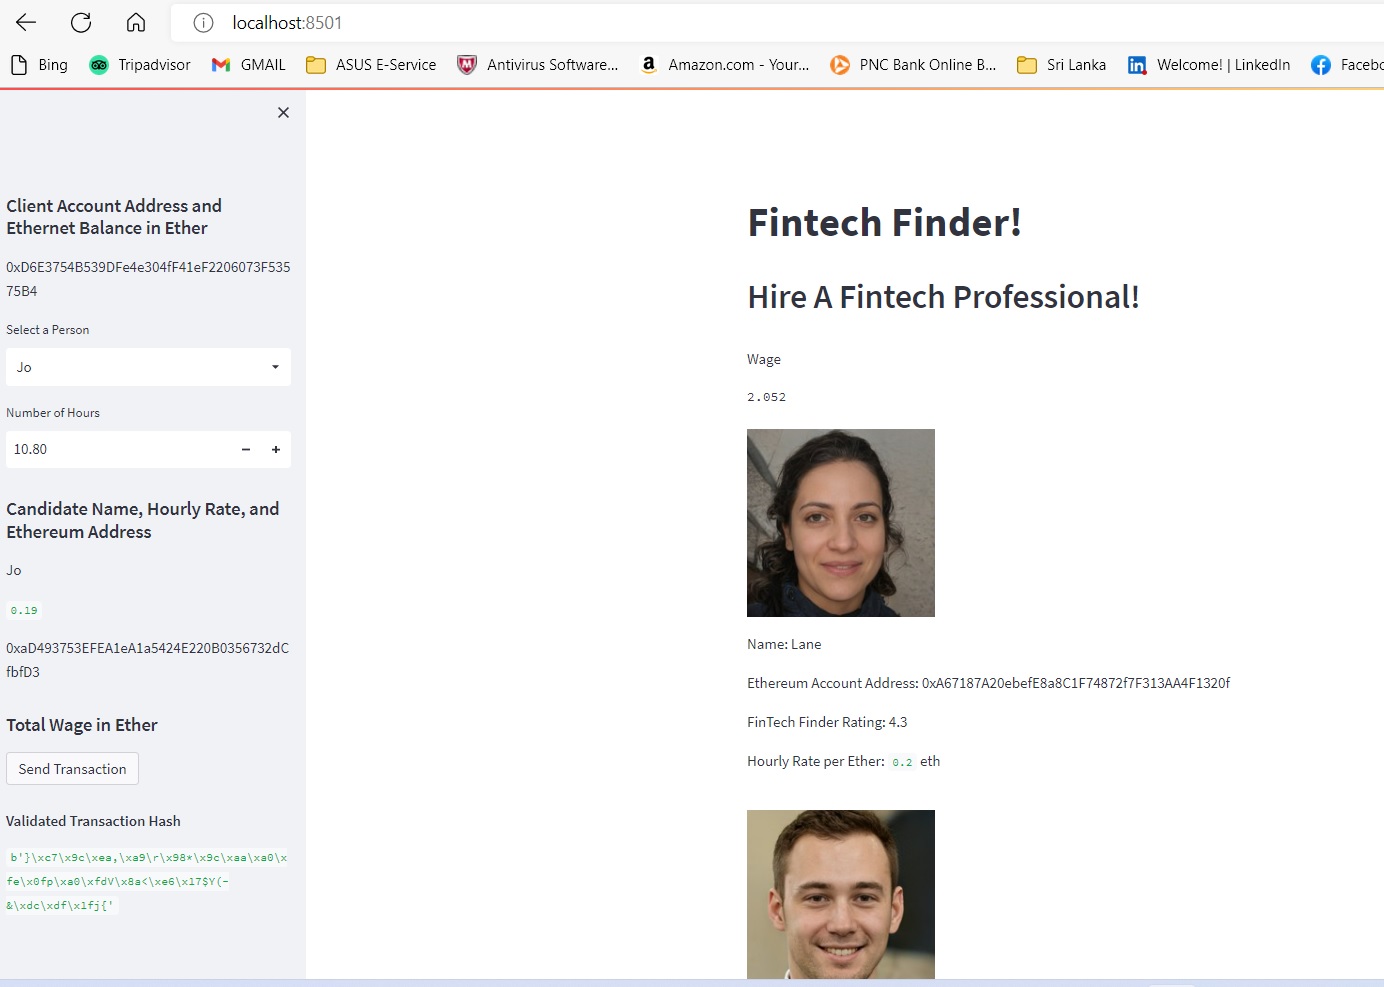 localhost:8501
Bing
Tripadvisor
GMAIL
ASUS E-Service
Antivirus Software...
Amazon.com - Your...
PNC Bank Online B...
Sri Lanka
Welcome! | LinkedIn
Facebo
Client Account Address and
Ethernet Balance in Ether
0xD6E3754B539DFe4e304fF41eF2206073F535
75B4
Select a Person
Jo
Number of Hours
10.80
Candidate Name, Hourly Rate, and
Ethereum Address
Jo
0.19
0xaD493753EFEA1eA1a5424E220B0356732dC
fbfD3
Total Wage in Ether
Send Transaction
Validated Transaction Hash
b'}\xc7\x9c\xea,\xa9\r\x98*\x9c\xaa\xa0\x
fe\x0fp\xa0\xfdV\x8a<\xe6\x17$Y(-
&\xdc\xdf\x1fj{'
Fintech Finder!
Hire A Fintech Professional!
Wage
2.052
Name: Lane
Ethereum Account Address: 0xA67187A20ebefE8a8C1F74872f7F313AA4F1320f
FinTech Finder Rating: 4.3
Hourly Rate per Ether: 0.2 eth